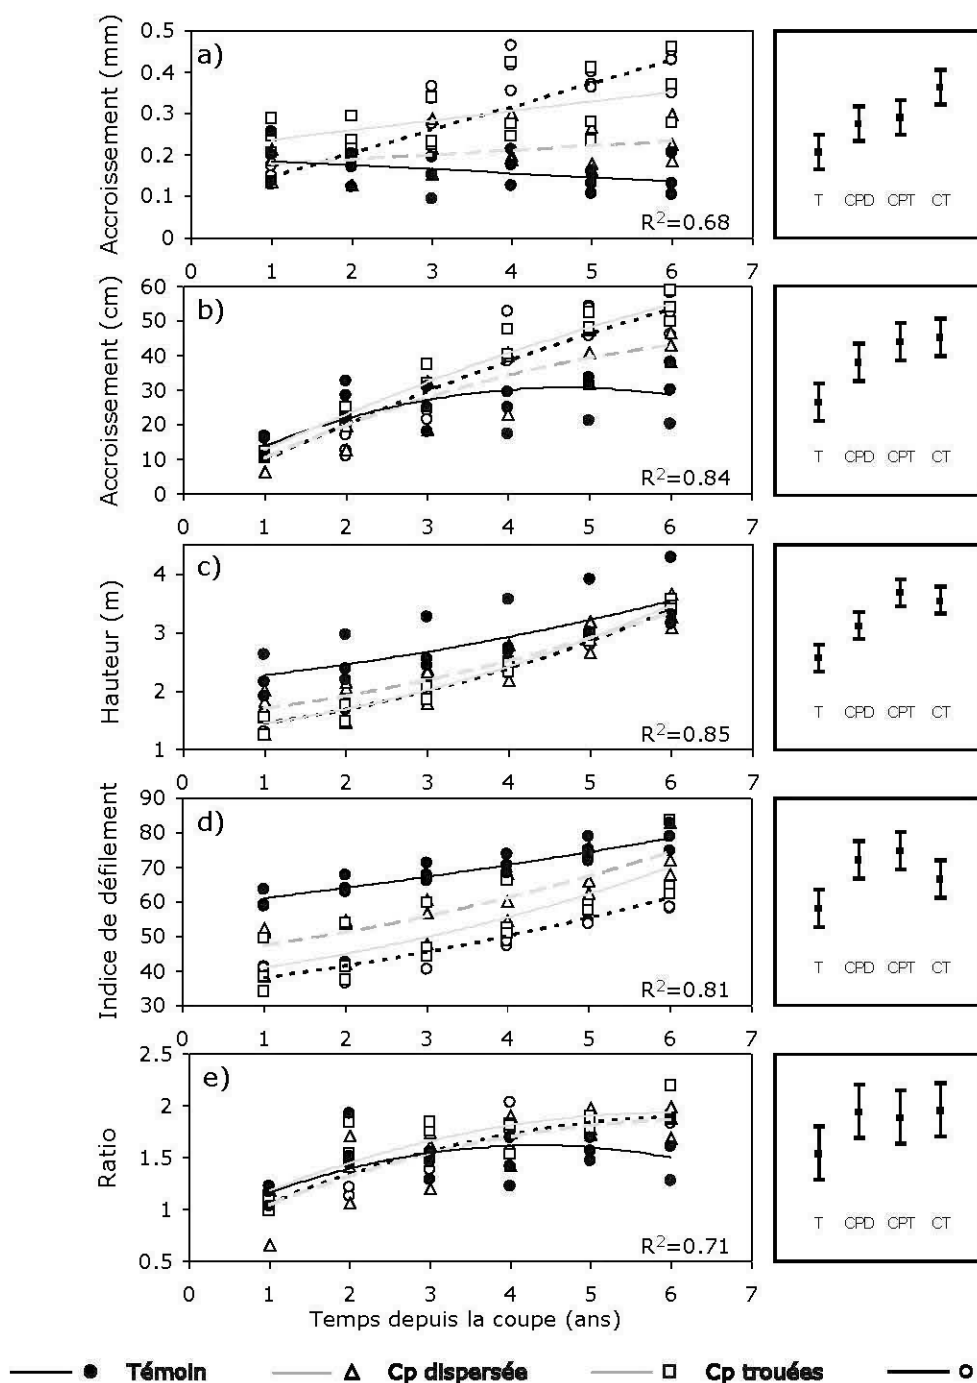 a)
Accroissement (mm)
0.5
0.4
0.3
0.2
0.1
0
R²=0.68
0 1 2 3 4 5 6 7
T CPD CPT CT
b)
Accroissement (cm)
60
50
40
30
20
10
0
R²=0.84
0 1 2 3 4 5 6 7
T CPD CPT CT
c)
Hauteur (m)
4
3
2
1
R²=0.85
0 1 2 3 4 5 6 7
T CPD CPT CT
d)
Indice de défilement
90
80
70
60
50
40
30
R²=0.81
0 1 2 3 4 5 6 7
T CPD CPT CT
e)
Ratio
2.5
2
1.5
1
0.5
R²=0.71
0 1 2 3 4 5 6 7
T CPD CPT CT
Temps depuis la coupe (ans)
Témoin Cp dispersée Cp trouées